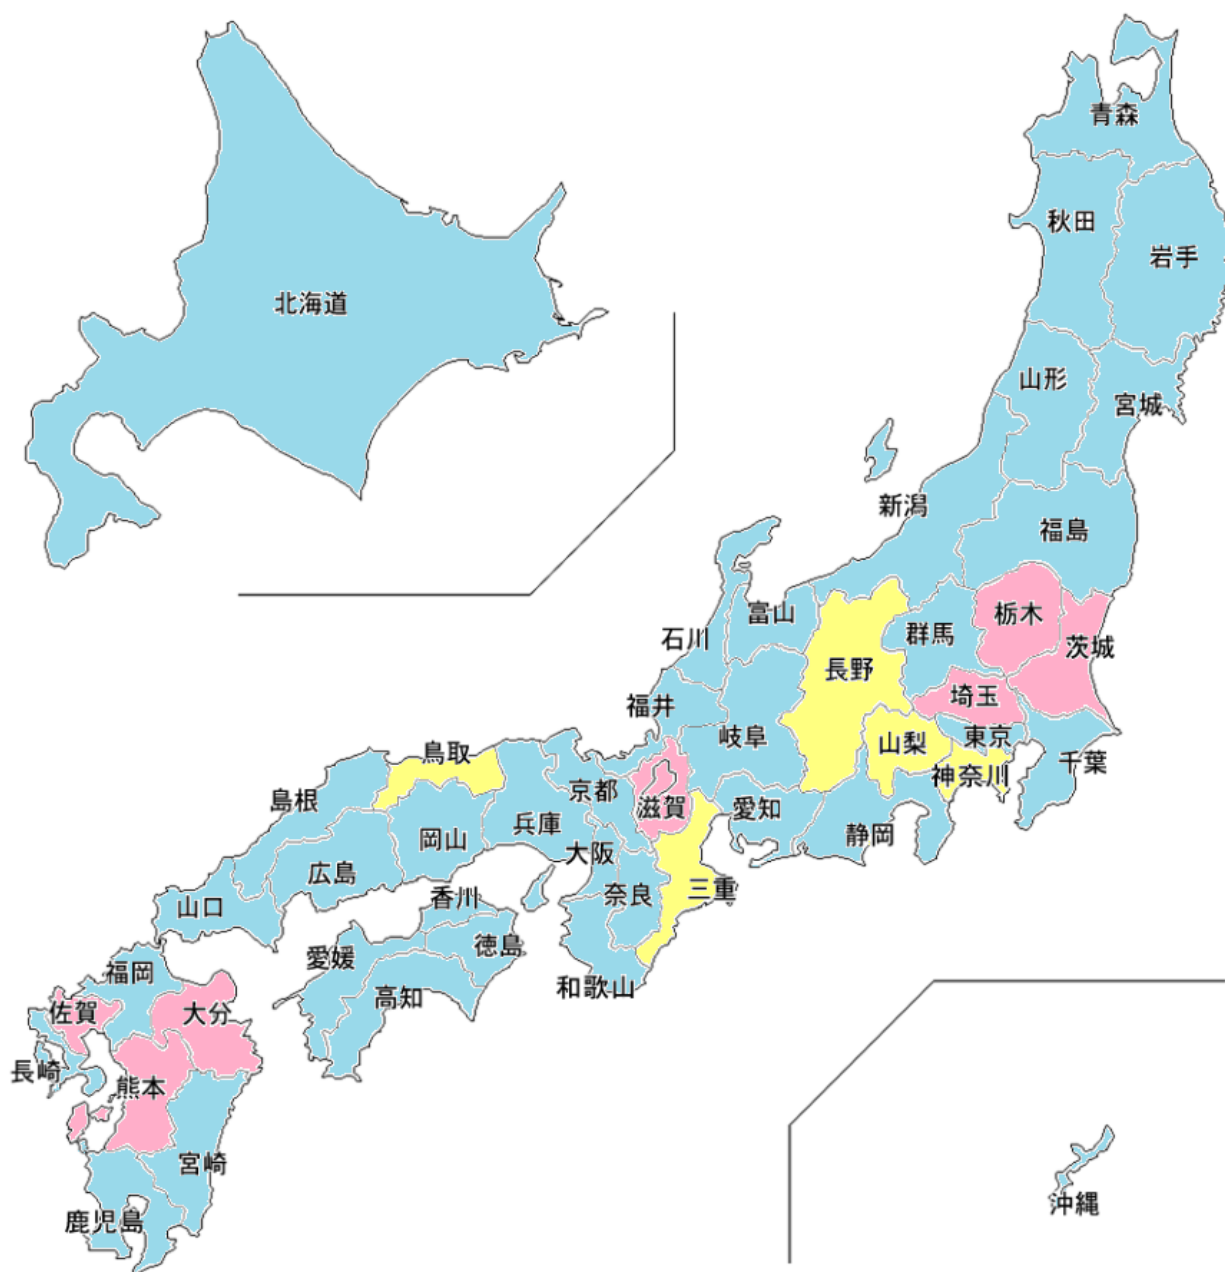 青森
秋田
岩手
北海道
山形
宮城
新潟
福島
富山
栃木
群馬
石川
茨城
長野
埼玉
福井
岐阜
山梨
東京
鳥取
千葉
神奈川
京都
島根
滋賀
愛知
兵庫
静岡
岡山
大阪
広島
三重
奈良
香川
山口
徳島
愛媛
福岡
和歌山
高知
佐賀
大分
長崎
熊本
宮崎
沖縄
鹿児島